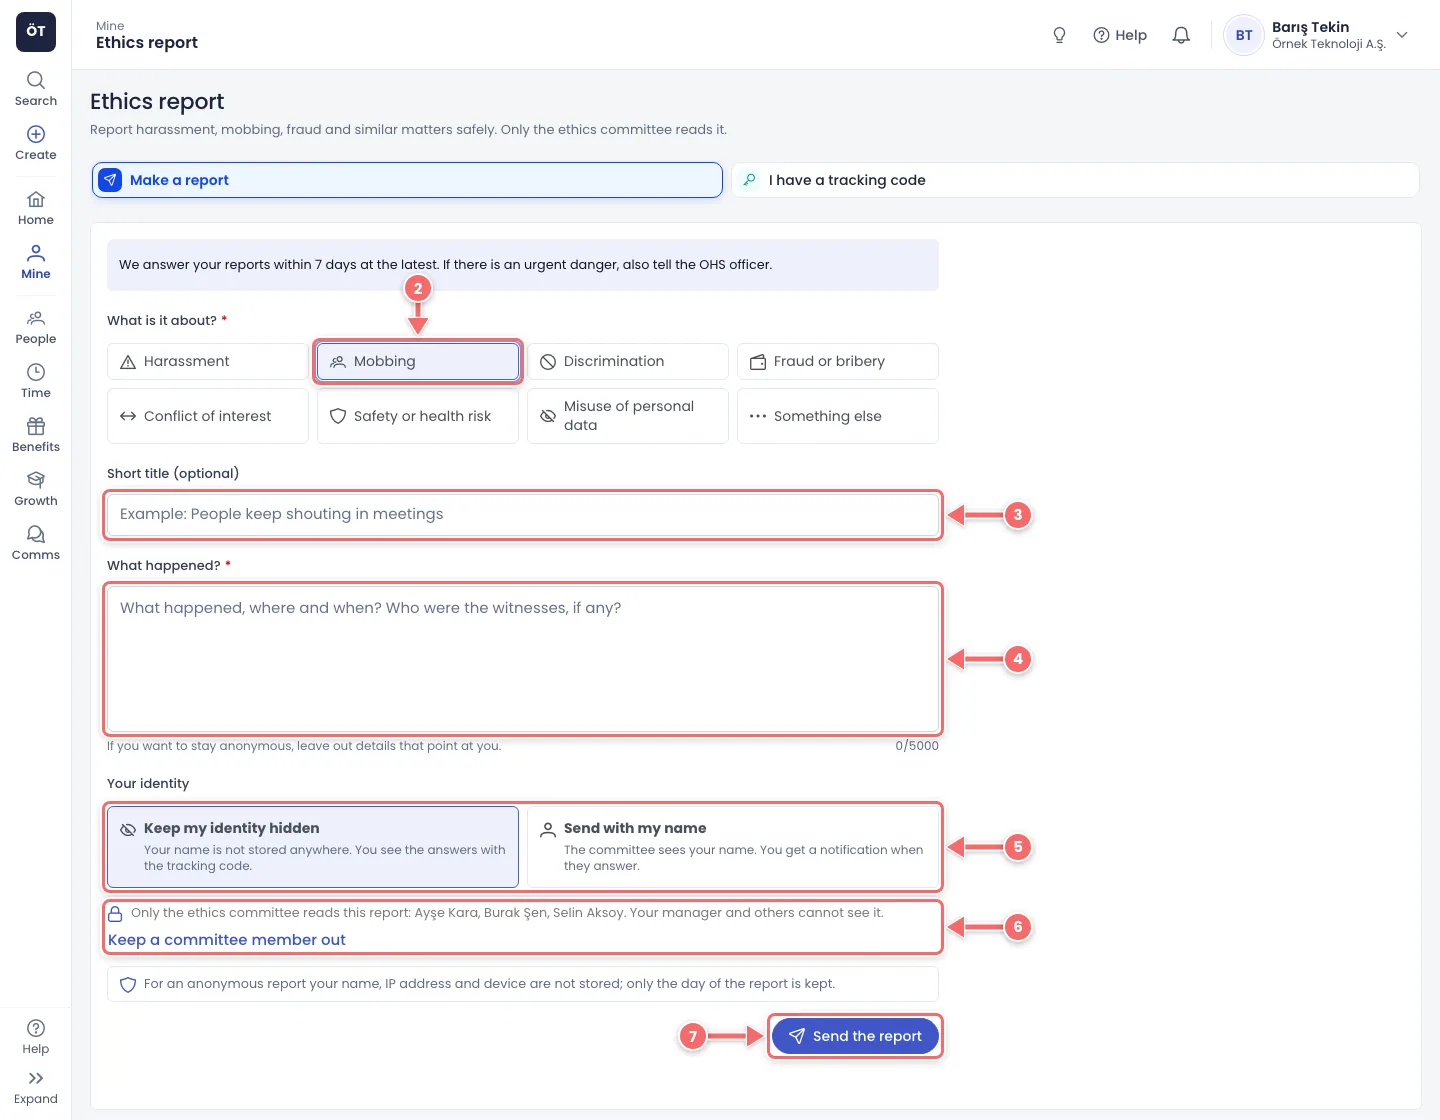 ÖT
Search
Create
Home
Mine
People
Time
Benefits
Growth
Comms
Help
Expand
Mine
Ethics report
Help
BT
Barış Tekin
Örnek Teknoloji A.Ş.
Ethics report
Report harassment, mobbing, fraud and similar matters safely. Only the ethics committee reads it.
Make a report
I have a tracking code
We answer your reports within 7 days at the latest. If there is an urgent danger, also tell the OHS officer.
2
What is it about? *
Harassment
Mobbing
Discrimination
Fraud or bribery
Conflict of interest
Safety or health risk
Misuse of personal
data
Something else
Short title (optional)
Example: People keep shouting in meetings
3
What happened? *
What happened, where and when? Who were the witnesses, if any?
4
If you want to stay anonymous, leave out details that point at you.
0/5000
Your identity
Keep my identity hidden
Your name is not stored anywhere. You see the answers with
the tracking code.
Send with my name
The committee sees your name. You get a notification when
they answer.
5
Only the ethics committee reads this report: Ayşe Kara, Burak Şen, Selin Aksoy. Your manager and others cannot see it.
Keep a committee member out
6
For an anonymous report your name, IP address and device are not stored; only the day of the report is kept.
7
Send the report